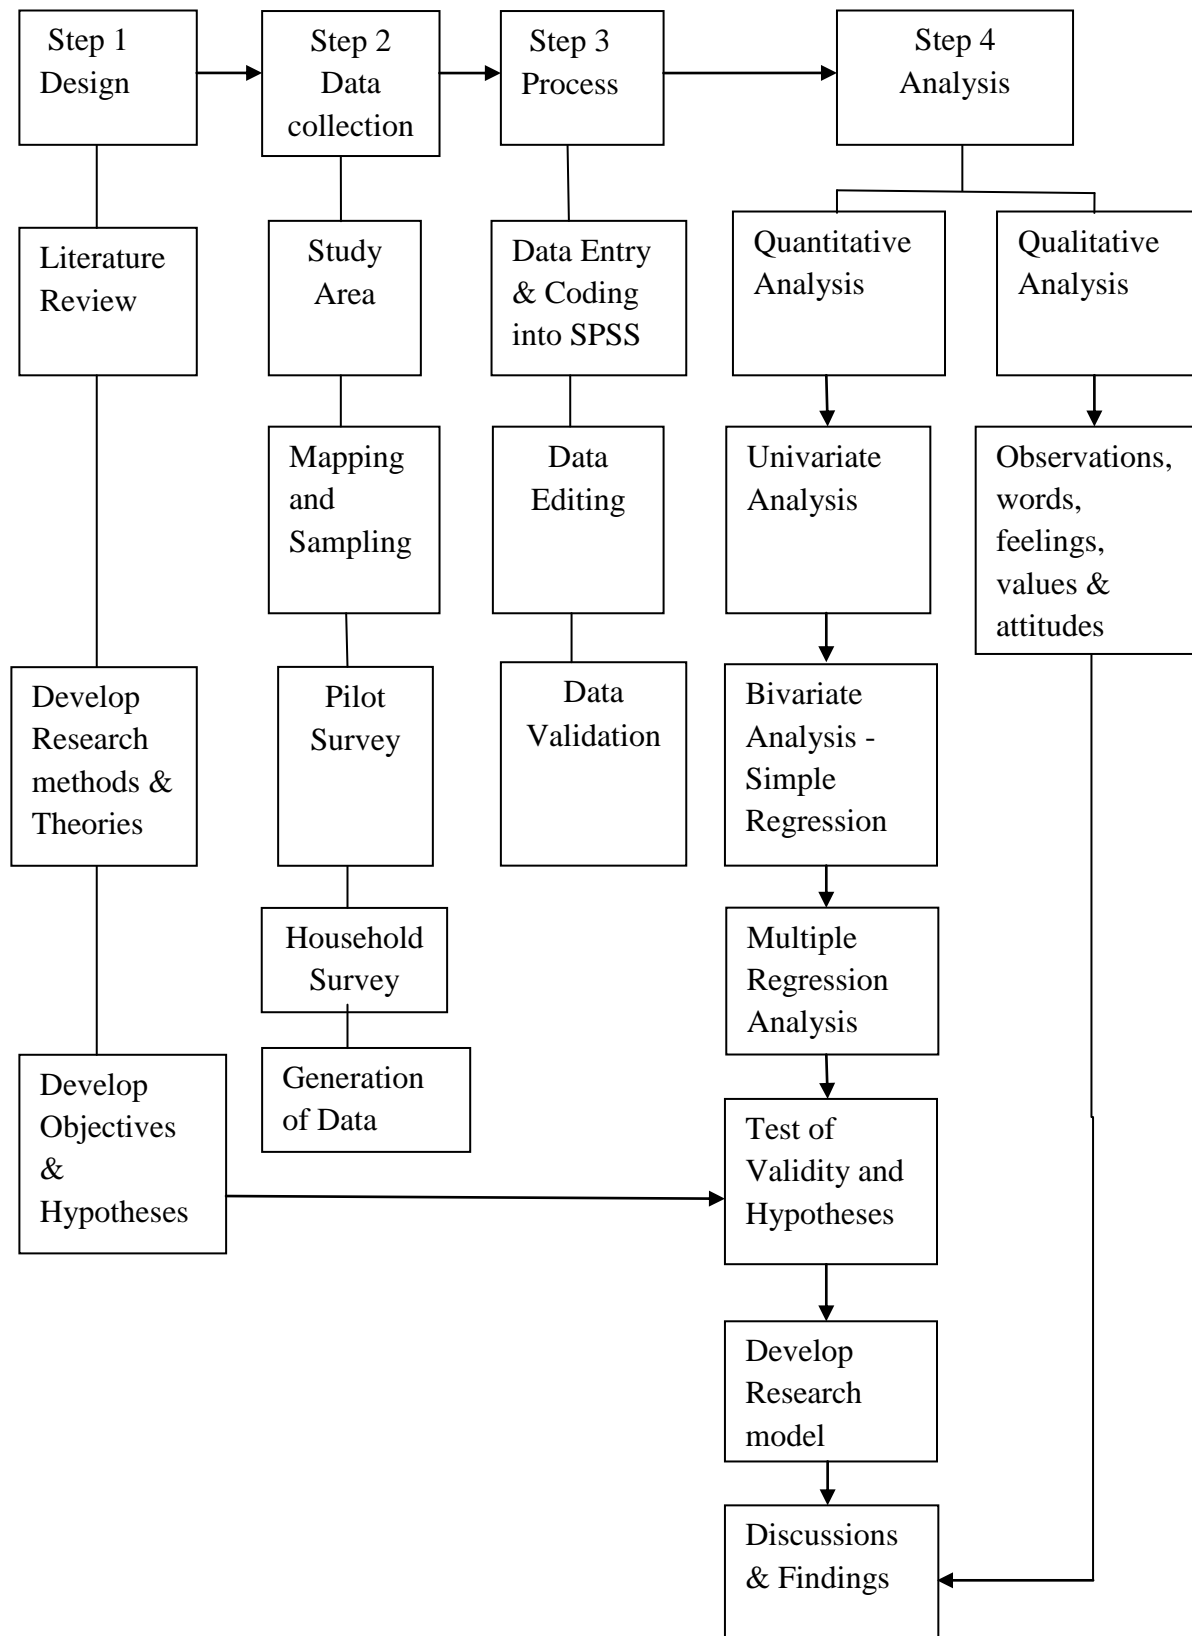 Step 1
Design
Step 2
Data
collection
Step 3
Process
Step 4
Analysis
Literature
Review
Study
Area
Data Entry
& Coding
into SPSS
Quantitative
Analysis
Qualitative
Analysis
Mapping
and
Sampling
Data
Editing
Univariate
Analysis
Observations,
words,
feelings,
values &
attitudes
Develop
Research
methods &
Theories
Pilot
Survey
Data
Validation
Bivariate
Analysis -
Simple
Regression
Household
Survey
Multiple
Regression
Analysis
Develop
Objectives
&
Hypotheses
Generation
of Data
Test of
Validity and
Hypotheses
Develop
Research
model
Discussions
& Findings